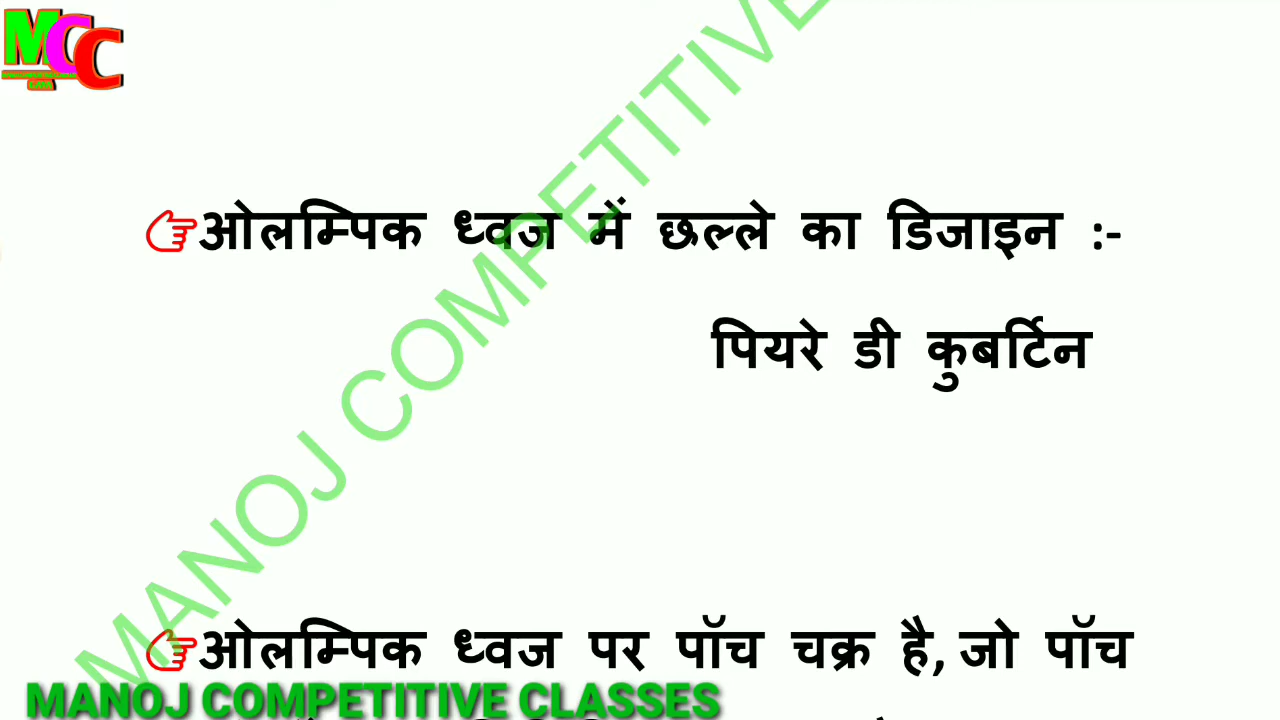 MCC
MANOJ COMPETITIVE
ओलम्पिक ध्वज में छल्ले का डिजाइन :-
पियरे डी कुबर्टिन
ओलम्पिक ध्वज पर पॉच चक्र है, जो पॉच
MANOJ COMPETITIVE CLASSES